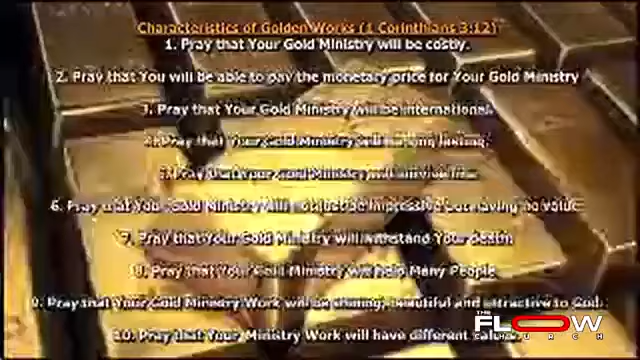 Characteristics of Golden Works (1 Corinthians 3:12)
1. Pray that Your Gold Ministry will be costly.
2. Pray that You will be able to pay the monetary price for Your Gold Ministry
3. Pray that Your Gold Ministry will be international.
4. Pray that Your Gold Ministry will be long lasting.
5. Pray that your Gold Ministry will survive fire.
6. Pray that Your Gold Ministry will not just be impressive but having no value.
7. Pray that Your Gold Ministry will withstand Your death.
8. Pray that Your Gold Ministry will help Many People.
9. Pray that Your Gold Ministry Work will be shining, beautiful and attractive to God.
10. Pray that Your Ministry Work will have different
THE
FLOW
CHURCH